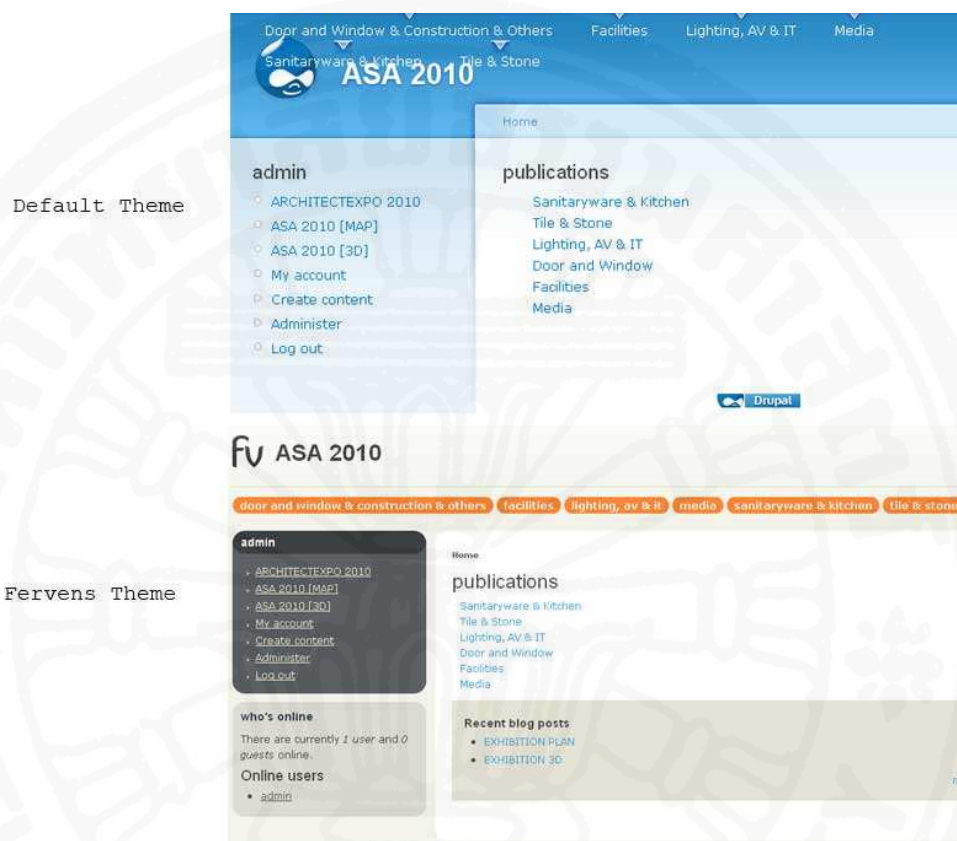 Door and Window & Construction & Others Facilities Lighting, AV & IT Media
Sanitaryware & Kitchen Tile & Stone
ASA 2010
Home
Default Theme
admin
ARCHITECTEXPO 2010
ASA 2010 [MAP]
ASA 2010 [3D]
My account
Create content
Administer
Log out
publications
Sanitaryware & Kitchen
Tile & Stone
Lighting, AV & IT
Door and Window
Facilities
Media
Drupal
fv ASA 2010
door and window & construction & others facilities lighting, av & it media sanitaryware & kitchen tile & stone
Fervens Theme
admin
ARCHITECTEXPO 2010
ASA 2010 [MAP]
ASA 2010 [3D]
My account
Create content
Administer
Log out
Home
publications
Sanitaryware & Kitchen
Tile & Stone
Lighting, AV & IT
Door and Window
Facilities
Media
who's online
There are currently 1 user and 0
guests online.
Online users
admin
Recent blog posts
EXHIBITION PLAN
EXHIBITION 3D